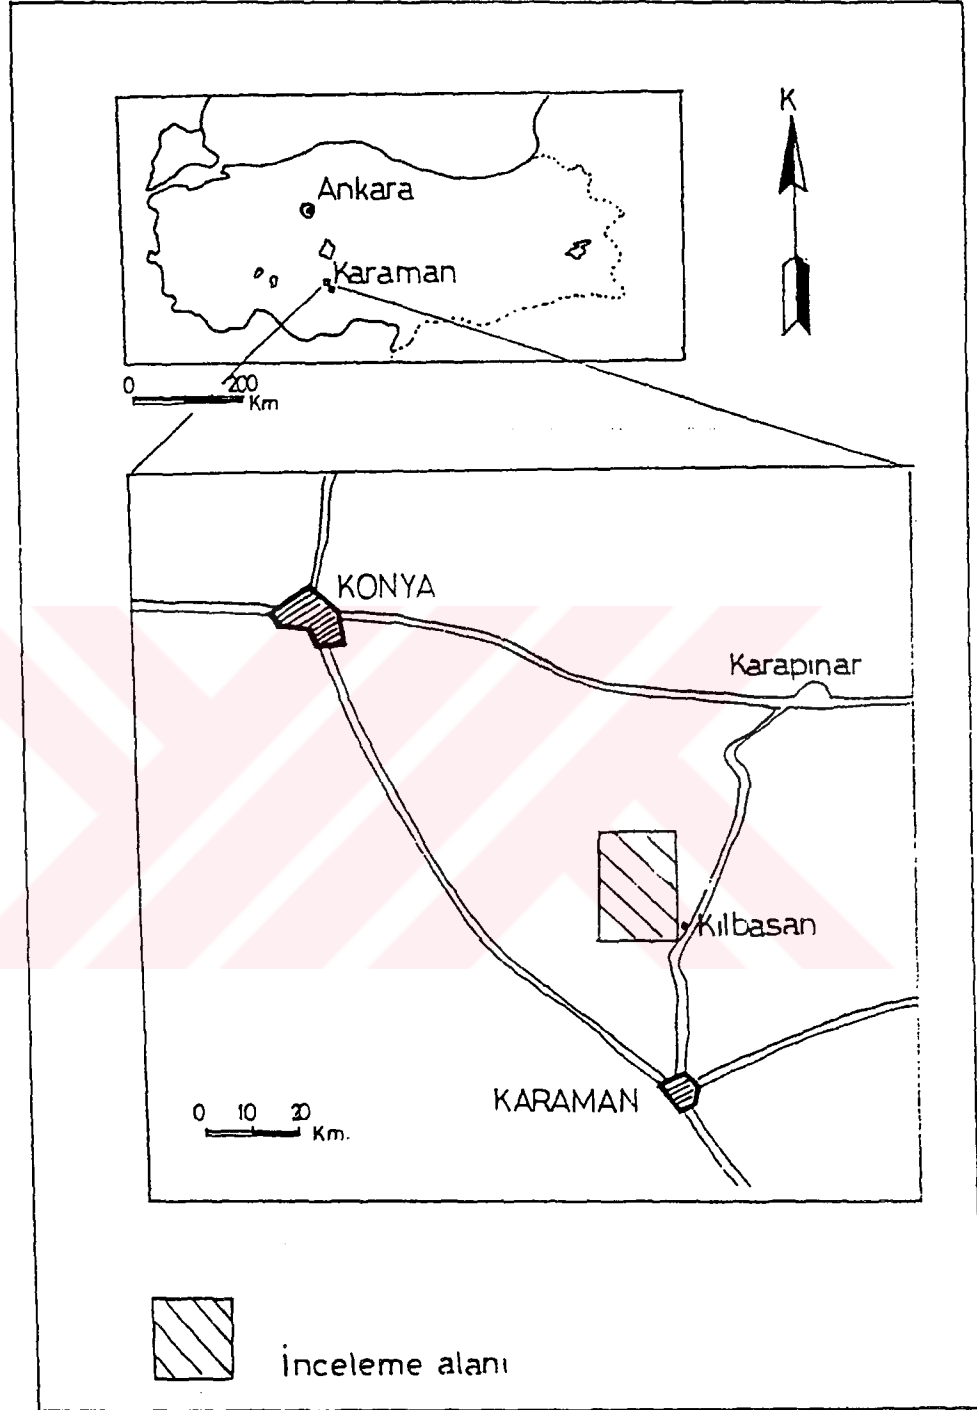 K
Ankara
Karaman
0 200
Km
KONYA
Karapınar
Kılbasan
KARAMAN
0 10 20
Km.
İnceleme alanı